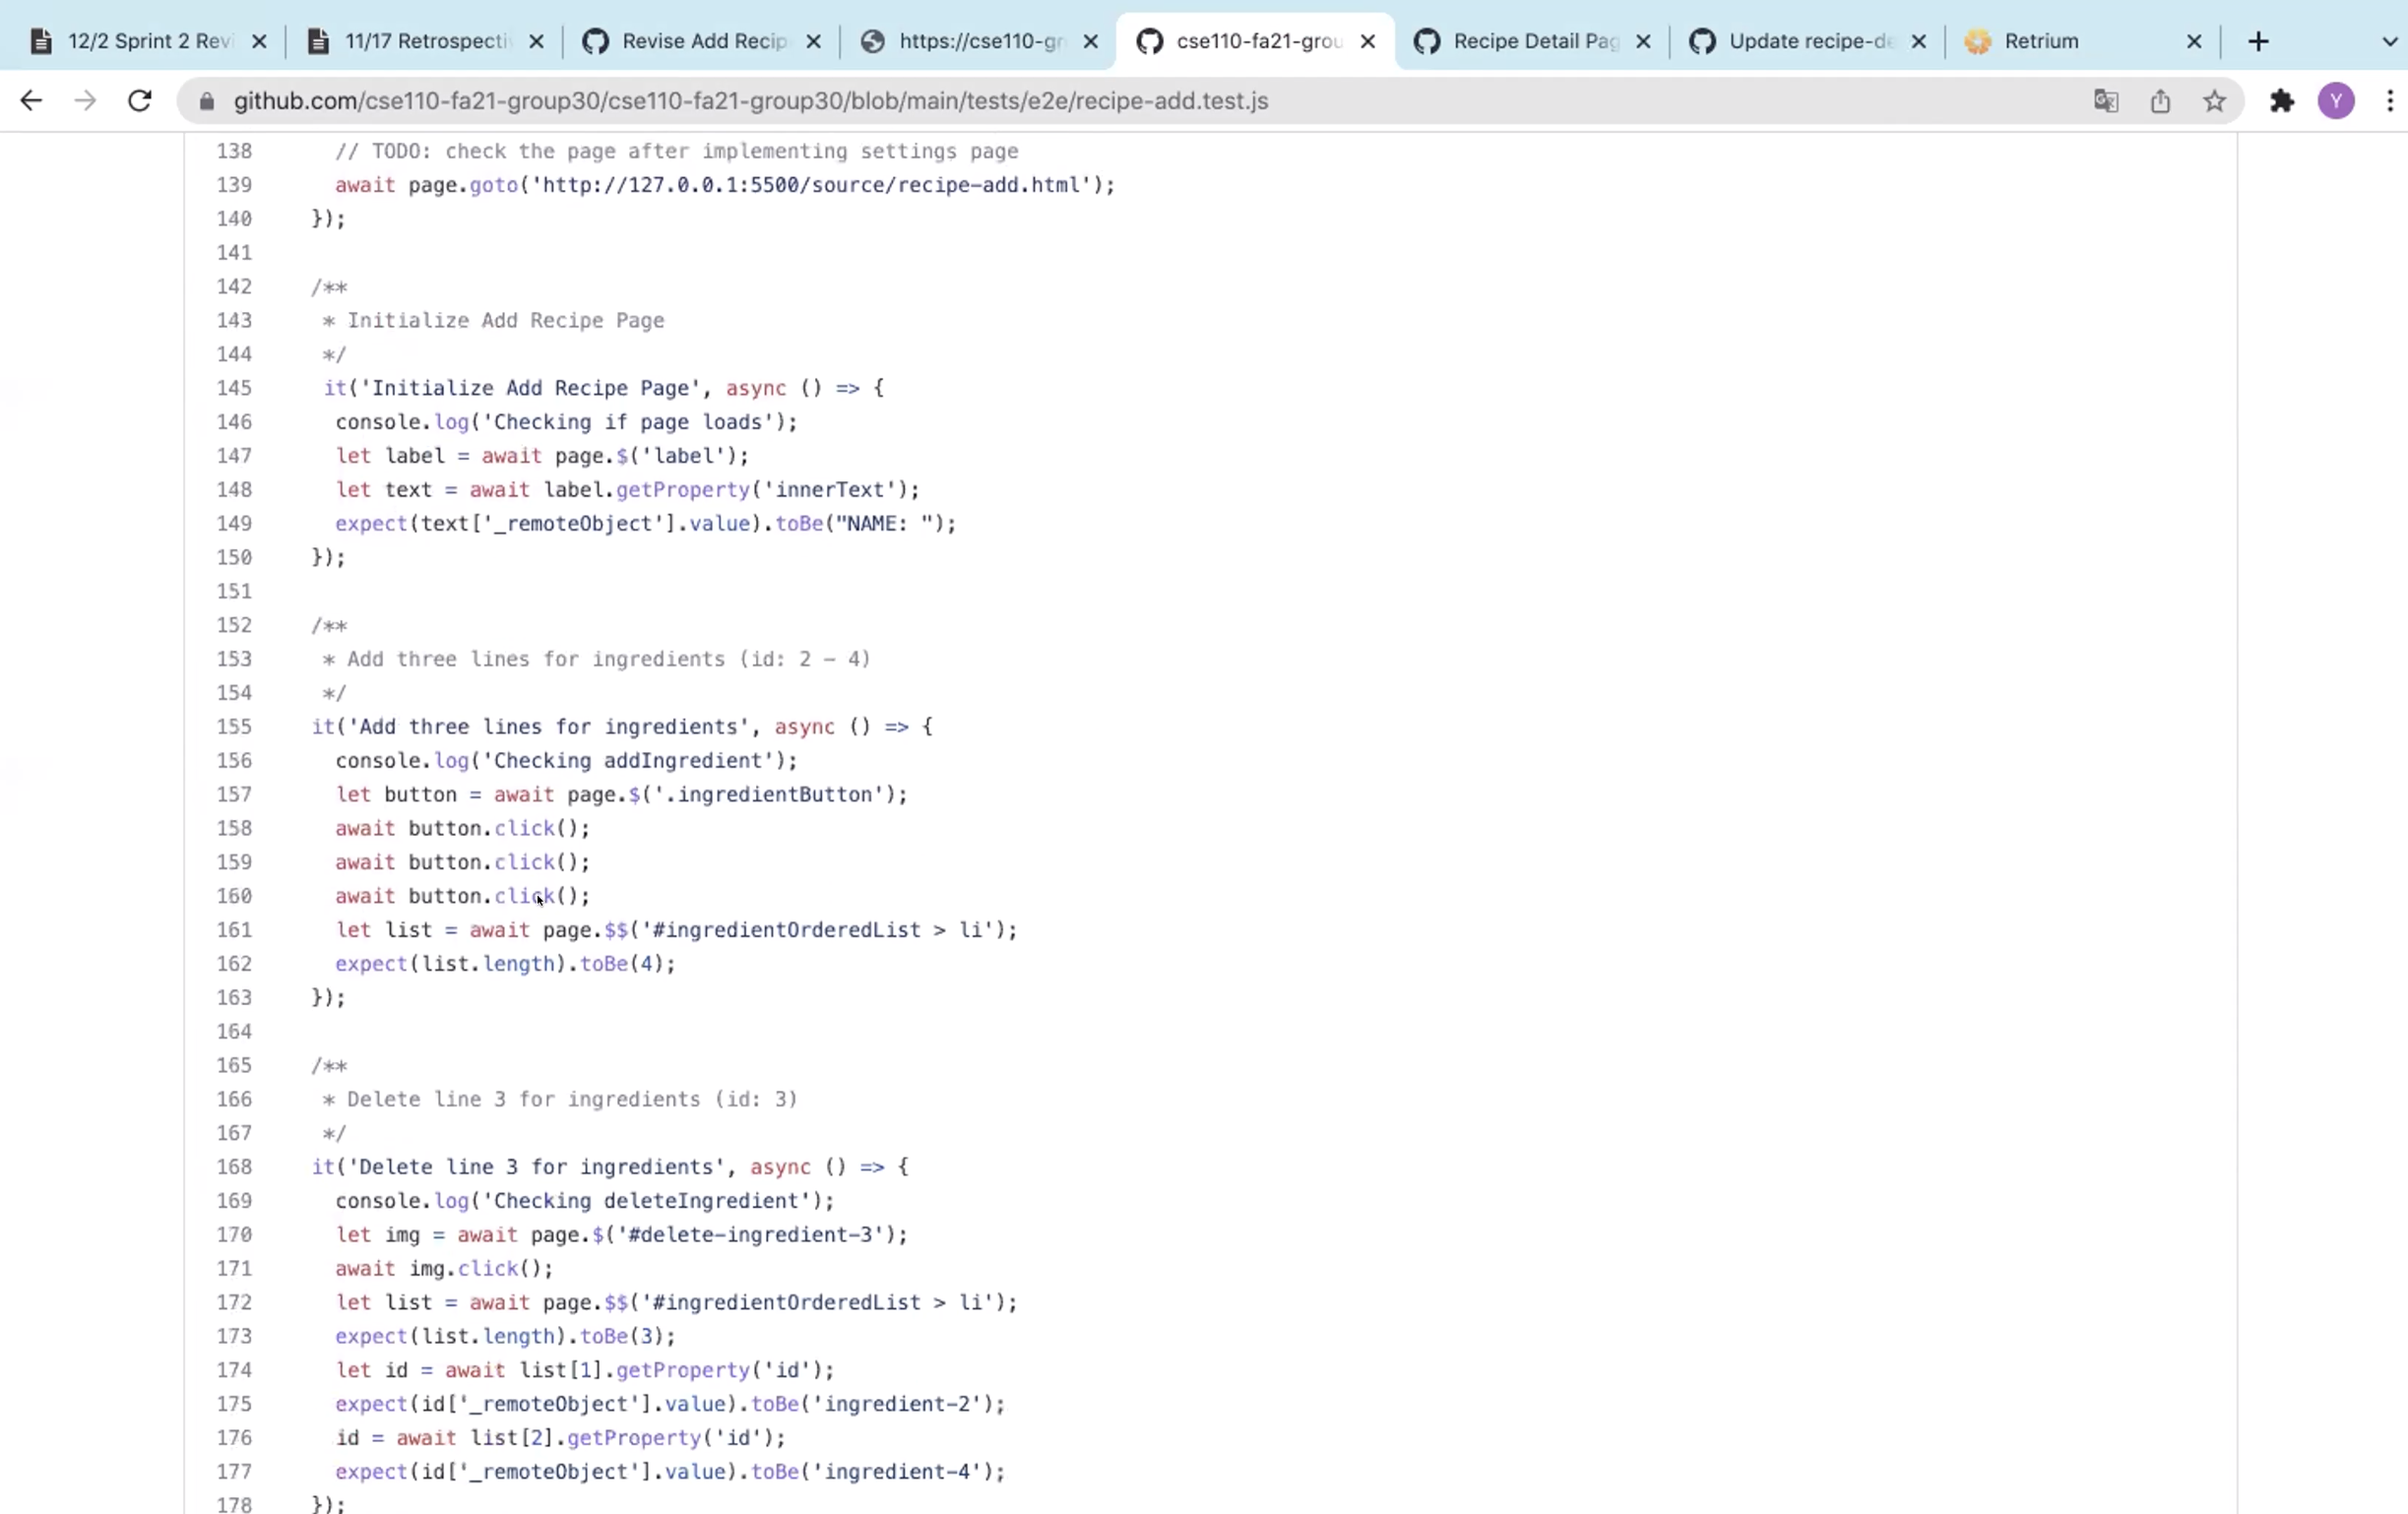 12/2 Sprint 2 Revi
11/17 Retrospecti
Revise Add Recip
https://cse110-gr
cse110-fa21-grou
Recipe Detail Pag
Update recipe-de
Retrium
github.com/cse110-fa21-group30/cse110-fa21-group30/blob/main/tests/e2e/recipe-add.test.js
Y
138 // TODO: check the page after implementing settings page
139 await page.goto('http://127.0.0.1:5500/source/recipe-add.html');
140 });
141
142 /**
143 * Initialize Add Recipe Page
144 */
145 it('Initialize Add Recipe Page', async () => {
146 console.log('Checking if page loads');
147 let label = await page.$('label');
148 let text = await label.getProperty('innerText');
149 expect(text['_remoteObject'].value).toBe("NAME: ");
150 });
151
152 /**
153 * Add three lines for ingredients (id: 2 - 4)
154 */
155 it('Add three lines for ingredients', async () => {
156 console.log('Checking addIngredient');
157 let button = await page.$('.ingredientButton');
158 await button.click();
159 await button.click();
160 await button.click();
161 let list = await page.$$('#ingredientOrderedList > li');
162 expect(list.length).toBe(4);
163 });
164
165 /**
166 * Delete line 3 for ingredients (id: 3)
167 */
168 it('Delete line 3 for ingredients', async () => {
169 console.log('Checking deleteIngredient');
170 let img = await page.$('#delete-ingredient-3');
171 await img.click();
172 let list = await page.$$('#ingredientOrderedList > li');
173 expect(list.length).toBe(3);
174 let id = await list[1].getProperty('id');
175 expect(id['_remoteObject'].value).toBe('ingredient-2');
176 id = await list[2].getProperty('id');
177 expect(id['_remoteObject'].value).toBe('ingredient-4');
178 });